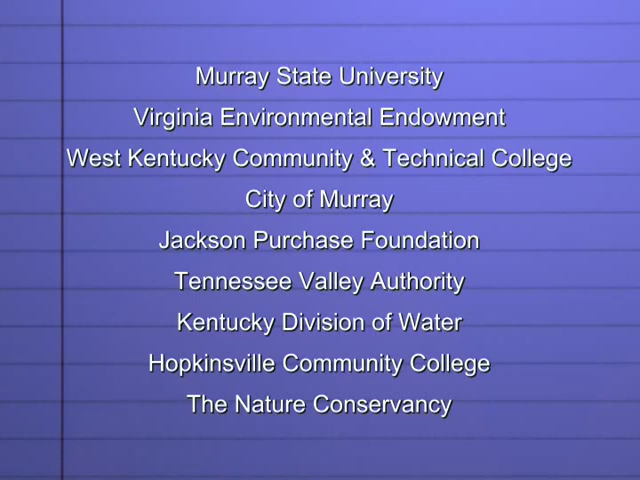 Murray State University
Virginia Environmental Endowment
West Kentucky Community & Technical College
City of Murray
Jackson Purchase Foundation
Tennessee Valley Authority
Kentucky Division of Water
Hopkinsville Community College
The Nature Conservancy